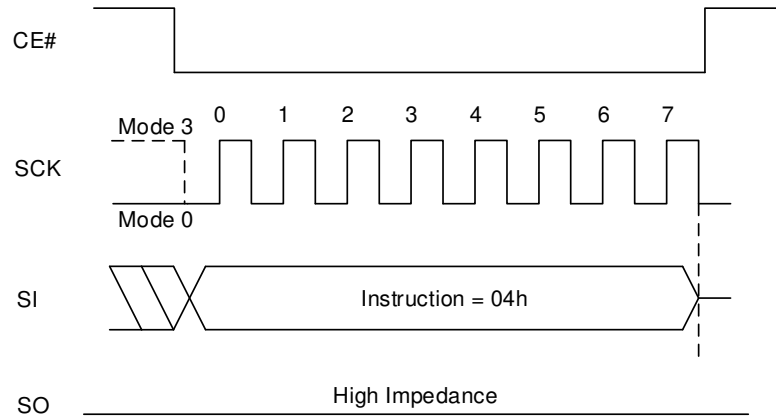 CE#
0 1 2 3 4 5 6 7
Mode 3
SCK
Mode 0
SI
Instruction = 04h
SO
High Impedance